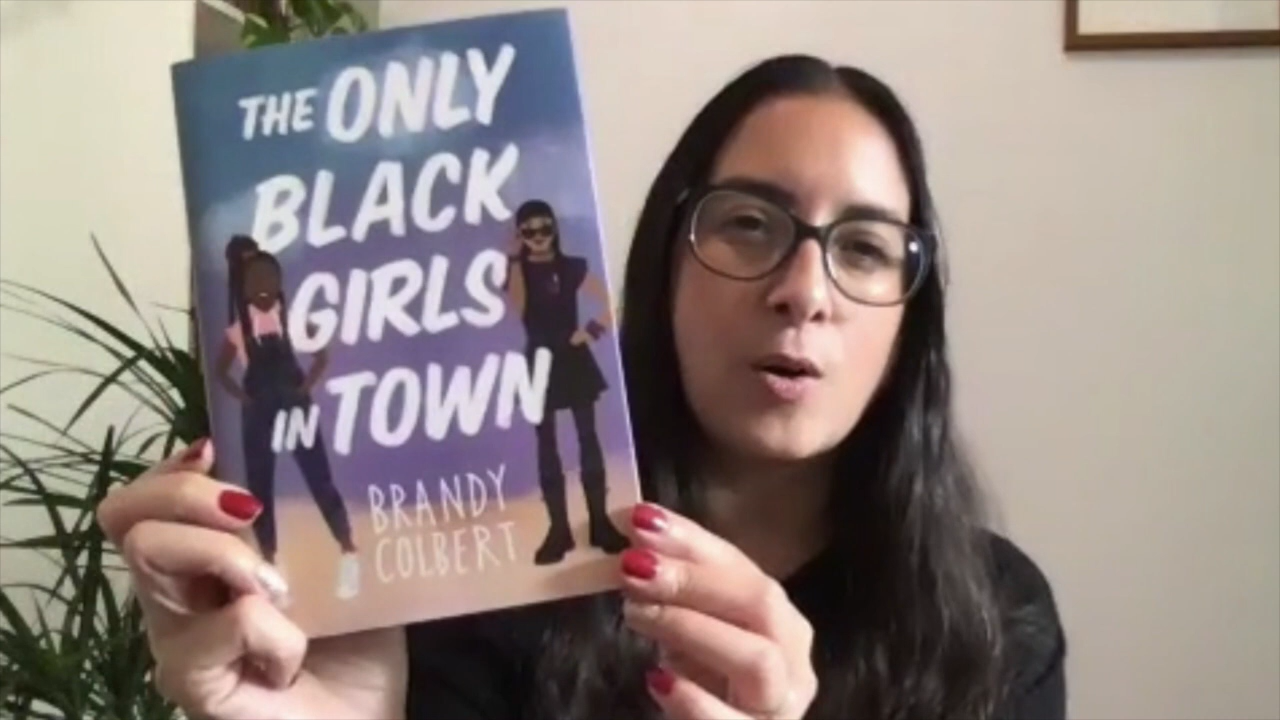 THE ONLY
BLACK
GIRLS
IN TOWN
BRANDY
COLBERT